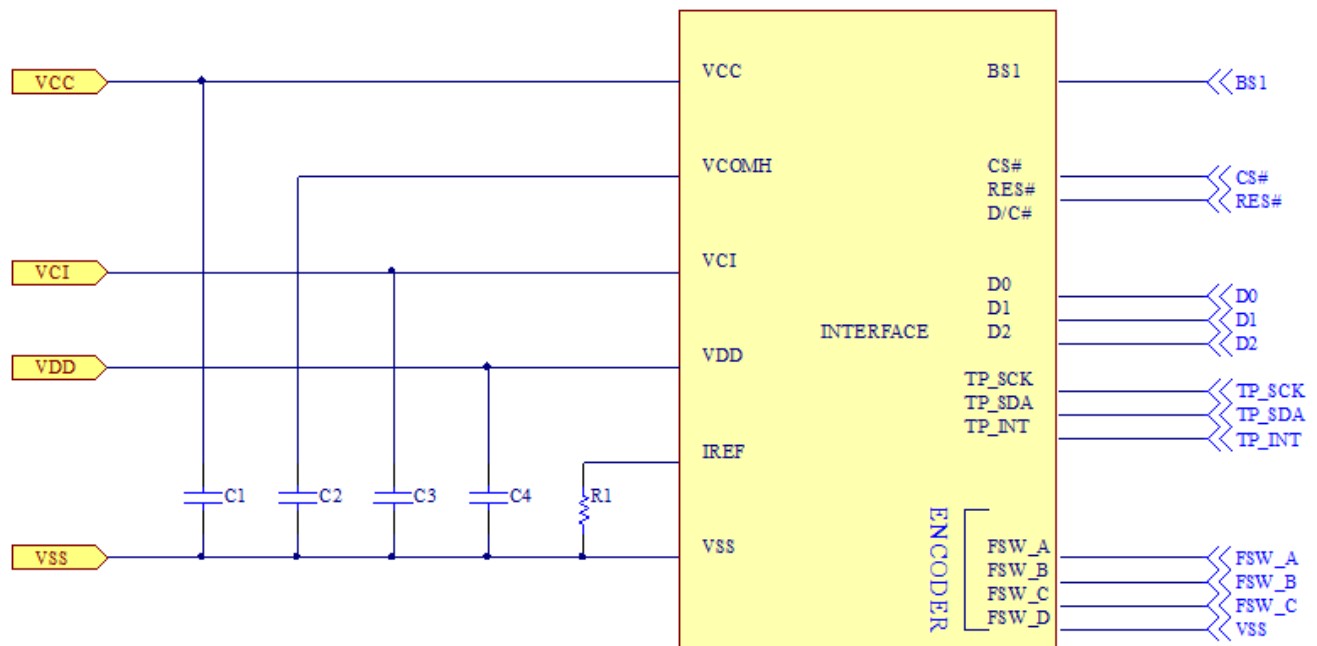 VCC
VCC
BS1
BS1
VCOMH
CS#
CS#
RES#
RES#
D/C#
VCI
VCI
D0
D0
D1
D1
INTERFACE
D2
D2
VDD
VDD
TP_SCK
TP_SCK
TP_SDA
TP_SDA
TP_INT
TP_INT
IREF
C1
C2
C3
C4
R1
ENCODER
VSS
VSS
FSW_A
FSW_A
FSW_B
FSW_B
FSW_C
FSW_C
FSW_D
VSS